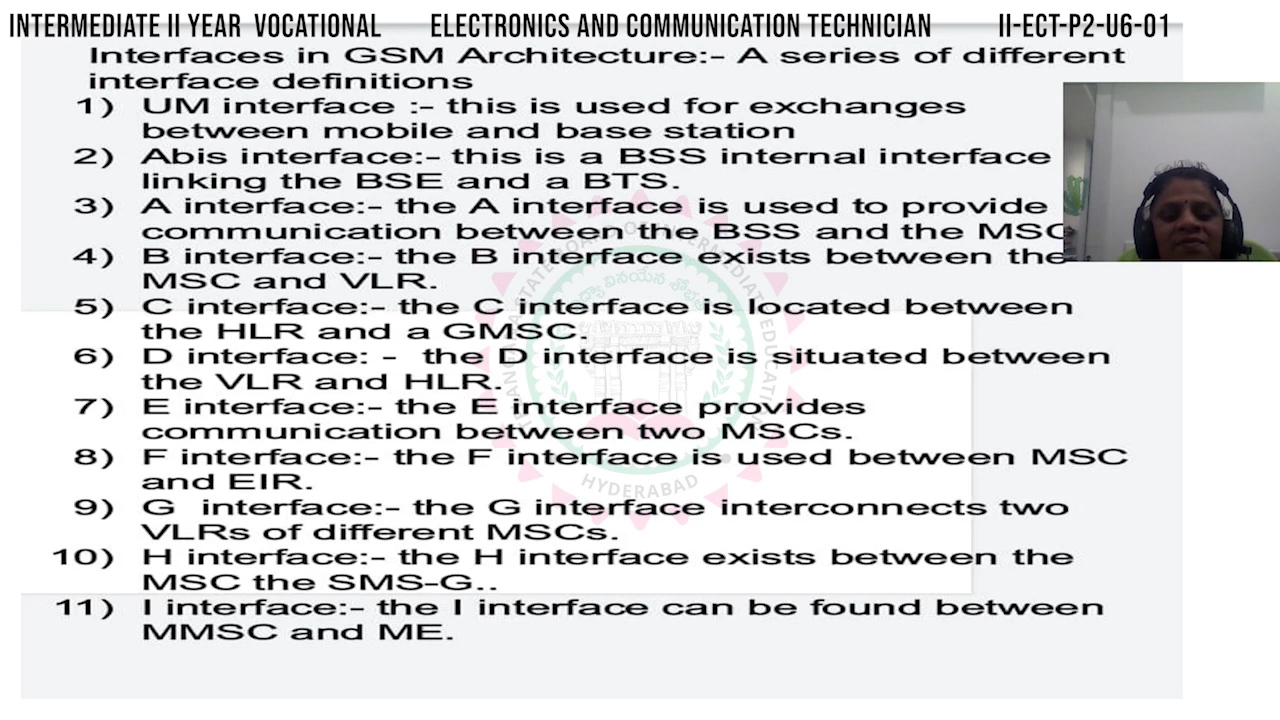 INTERMEDIATE II YEAR VOCATIONAL ELECTRONICS AND COMMUNICATION TECHNICIAN II-ECT-P2-U6-01
Interfaces in GSM Architecture:- A series of different
interface definitions
1) UM interface :- this is used for exchanges
between mobile and base station
2) Abis interface:- this is a BSS internal interface
linking the BSE and a BTS.
3) A interface:- the A interface is used to provide
communication between the BSS and the MSC
4) B interface:- the B interface exists between the
MSC and VLR.
5) C interface:- the C interface is located between
the HLR and a GMSC.
6) D interface: - the D interface is situated between
the VLR and HLR.
7) E interface:- the E interface provides
communication between two MSCs.
8) F interface:- the F interface is used between MSC
and EIR.
9) G interface:- the G interface interconnects two
VLRs of different MSCs.
10) H interface:- the H interface exists between the
MSC the SMS-G..
11) I interface:- the I interface can be found between
MMSC and ME.
TELANGANA STATE BOARD OF INTERMEDIATE EDUCATION
HYDERABAD